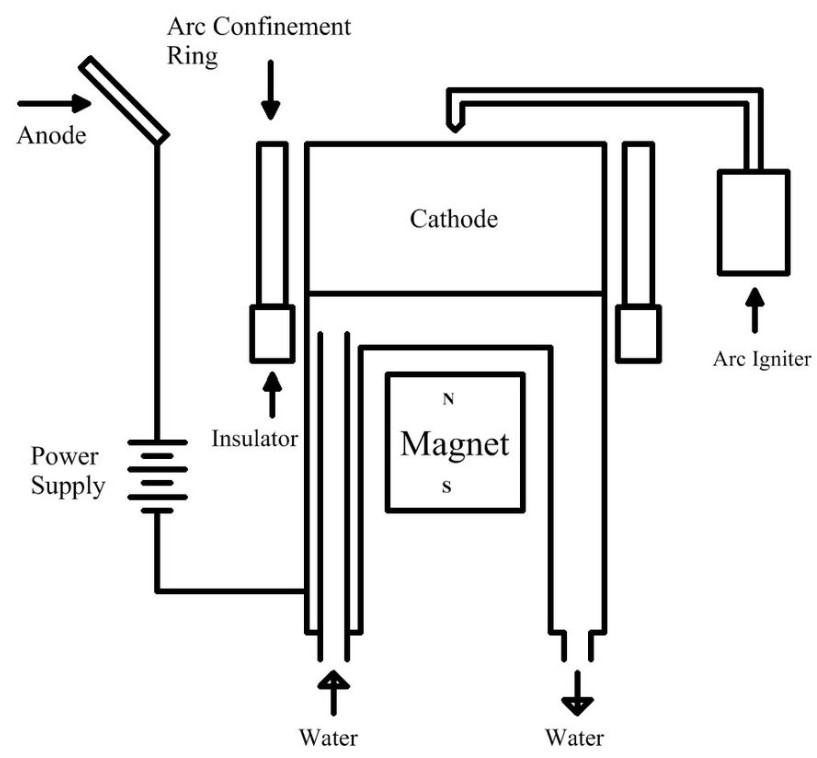 Arc Confinement
Ring
Anode
Cathode
Arc Igniter
Insulator
Power
Supply
N
Magnet
S
Water
Water